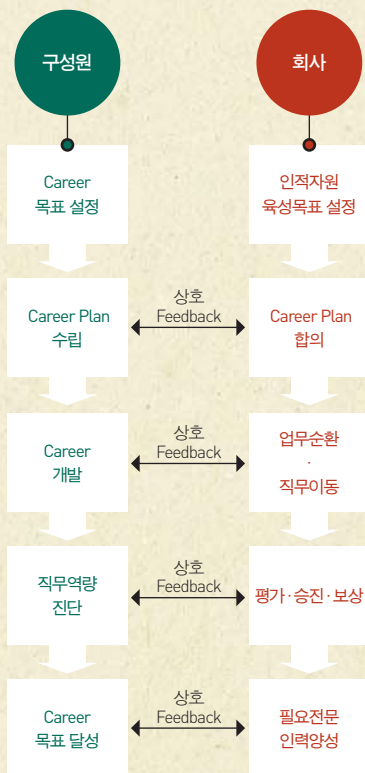 구성원
회사
Career
목표 설정
인적자원
육성목표 설정
Career Plan
수립
상호
Feedback
Career Plan
합의
Career
개발
상호
Feedback
업무순환
·
직무이동
직무역량
진단
상호
Feedback
평가·승진·보상
Career
목표 달성
상호
Feedback
필요전문
인력양성